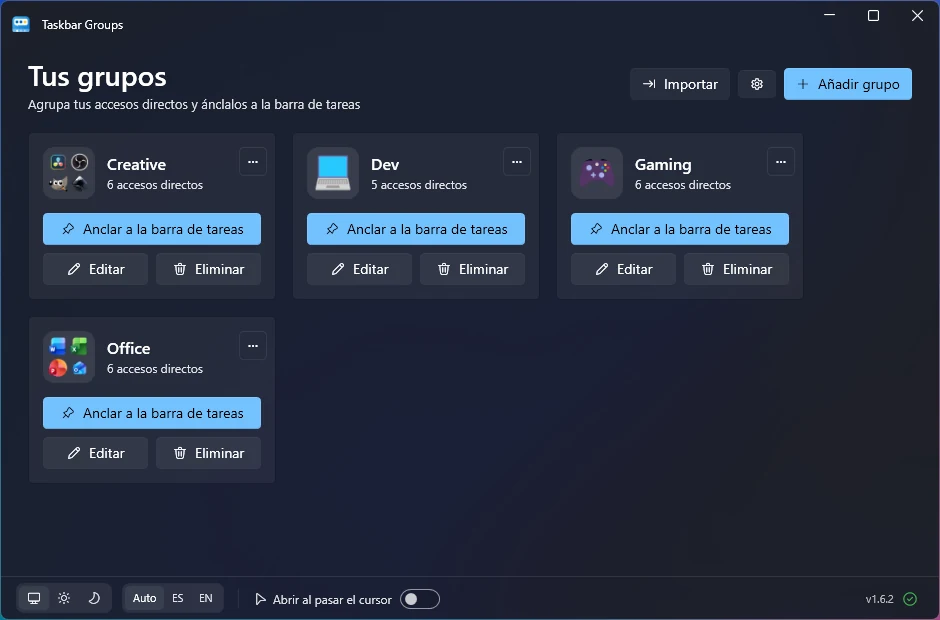 Taskbar Groups
Tus grupos
Agrupa tus accesos directos y ánclalos a la barra de tareas
Importar
Añadir grupo
Creative
6 accesos directos
Anclar a la barra de tareas
Editar
Eliminar
Dev
5 accesos directos
Anclar a la barra de tareas
Editar
Eliminar
Gaming
6 accesos directos
Anclar a la barra de tareas
Editar
Eliminar
Office
6 accesos directos
Anclar a la barra de tareas
Editar
Eliminar
Auto ES EN
Abrir al pasar el cursor
v1.6.2